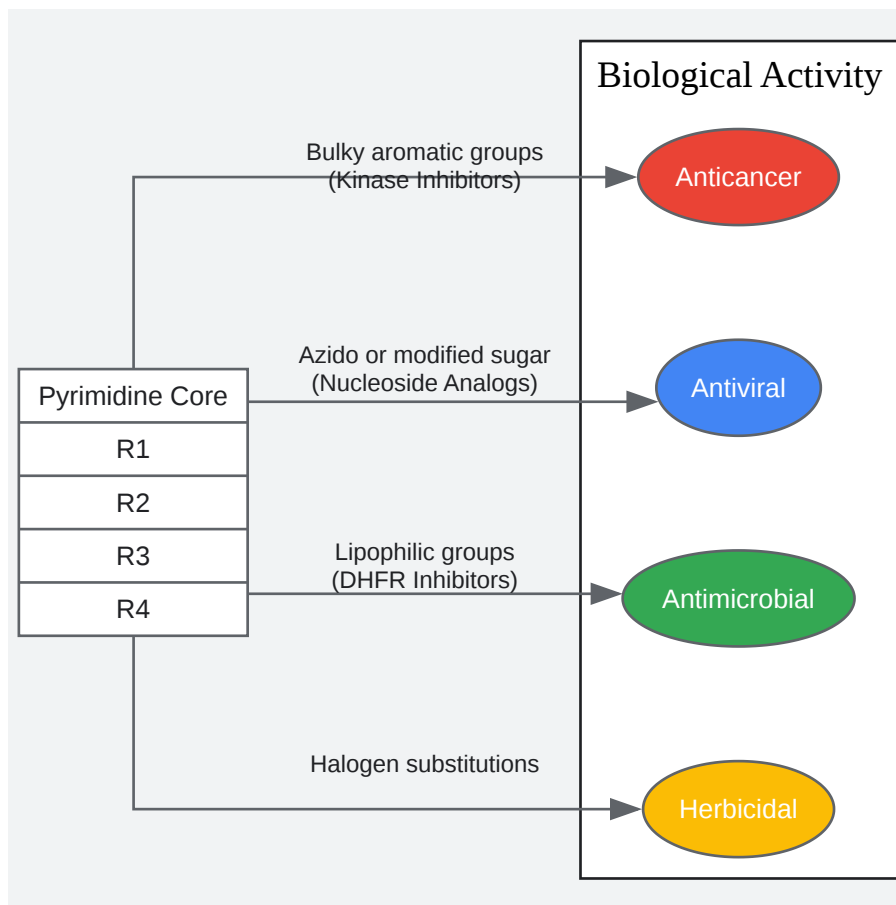 Biological Activity
Bulky aromatic groups
(Kinase Inhibitors)
Anticancer
Azido or modified sugar
(Nucleoside Analogs)
Antiviral
Pyrimidine Core
R1
R2
R3
R4
Lipophilic groups
(DHFR Inhibitors)
Antimicrobial
Halogen substitutions
Herbicidal